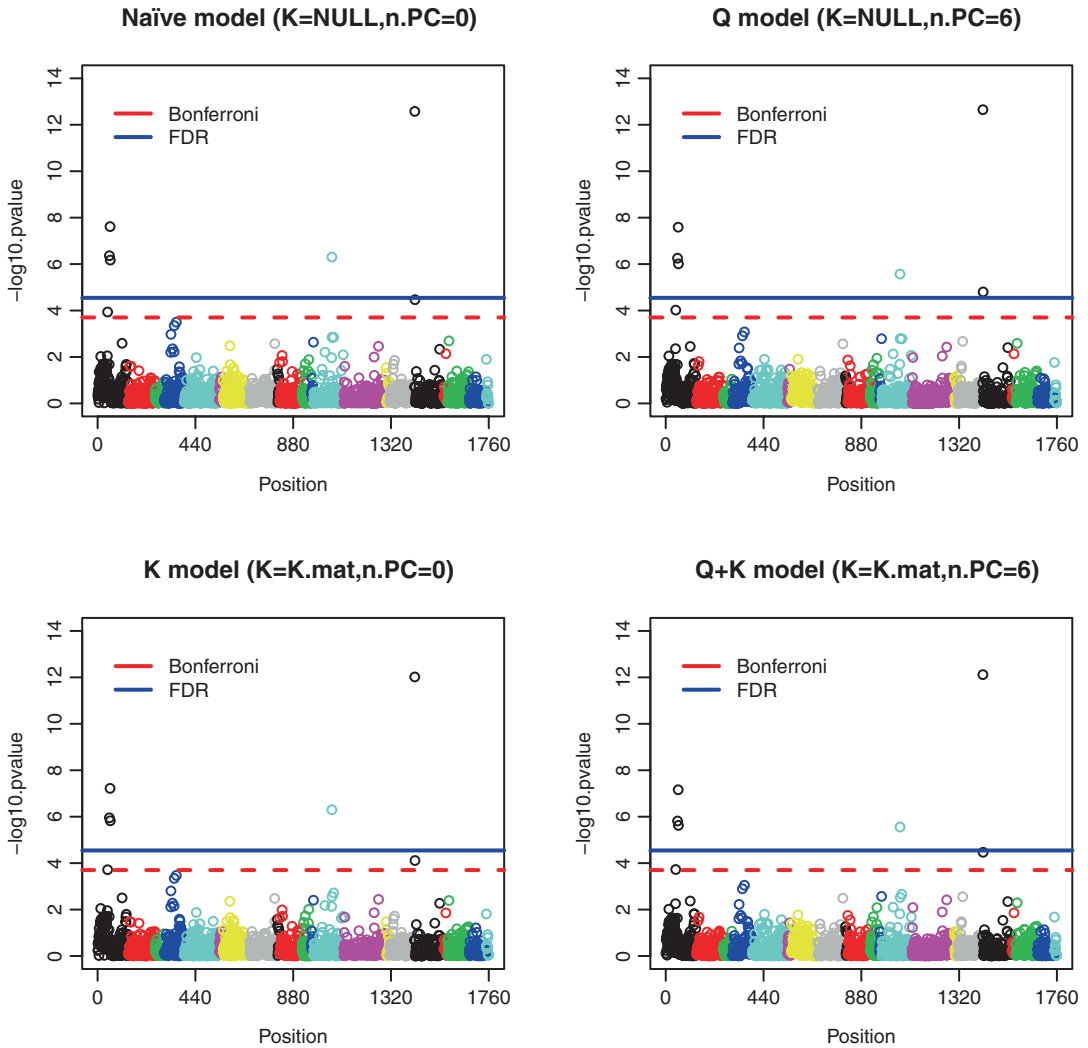 Naïve model (K=NULL,n.PC=0)
14
12
10
8
6
4
2
0
−log10.pvalue
Bonferroni
FDR
0 440 880 1320 1760
Position
Q model (K=NULL,n.PC=6)
14
12
10
8
6
4
2
0
−log10.pvalue
Bonferroni
FDR
0 440 880 1320 1760
Position
K model (K=K.mat,n.PC=0)
14
12
10
8
6
4
2
0
−log10.pvalue
Bonferroni
FDR
0 440 880 1320 1760
Position
Q+K model (K=K.mat,n.PC=6)
14
12
10
8
6
4
2
0
−log10.pvalue
Bonferroni
FDR
0 440 880 1320 1760
Position